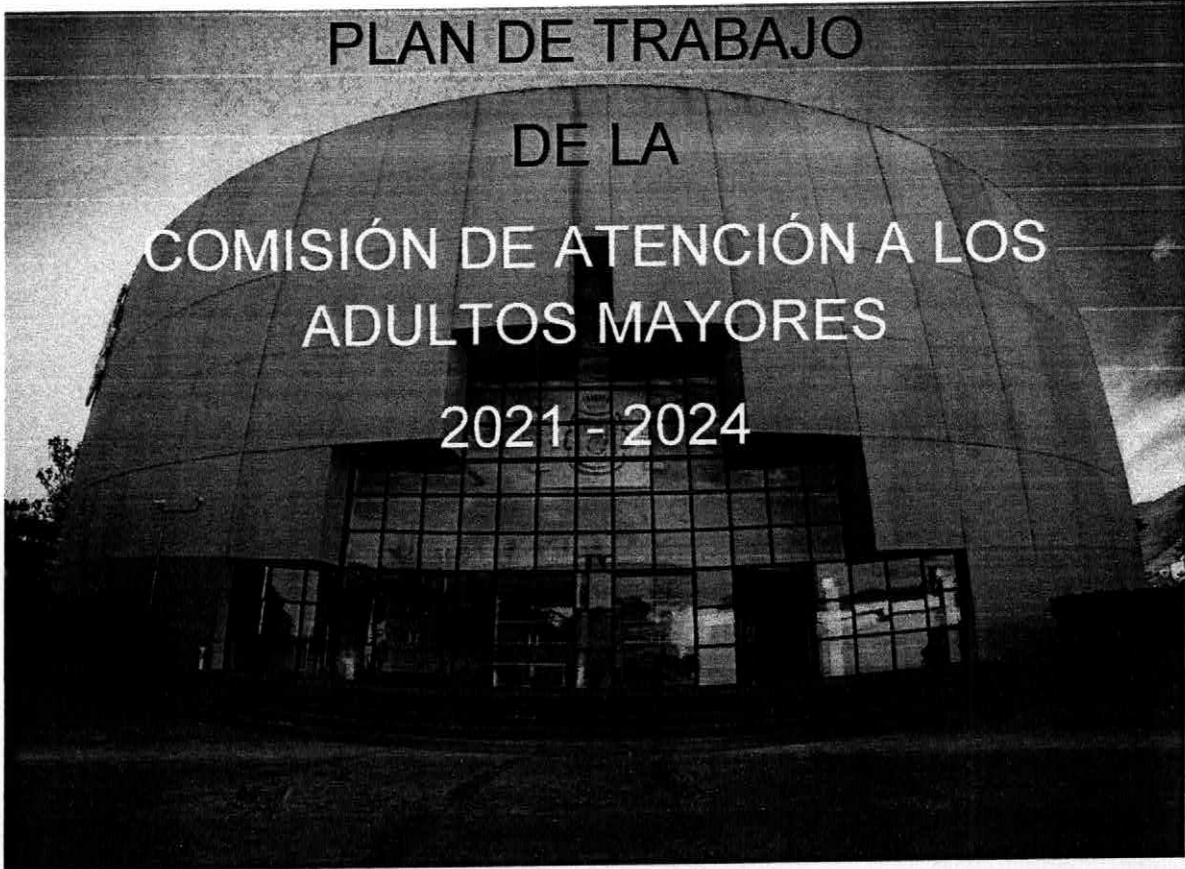 PLAN DE TRABAJO
DE LA
COMISIÓN DE ATENCIÓN A LOS
ADULTOS MAYORES
2021 - 2024